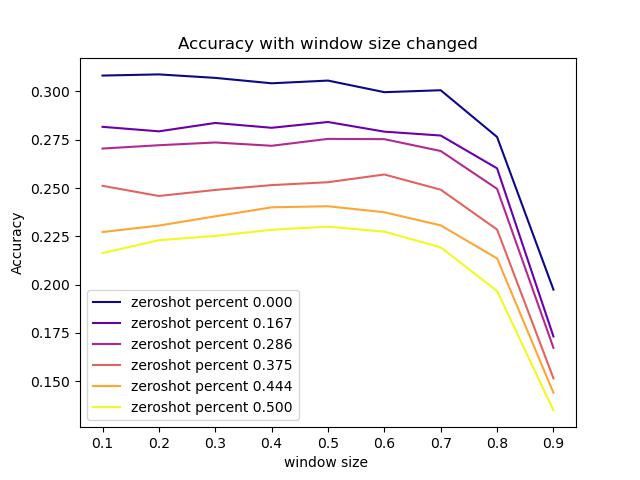 Accuracy with window size changed
Accuracy
0.300
0.275
0.250
0.225
0.200
0.175
0.150
zeroshot percent 0.000
zeroshot percent 0.167
zeroshot percent 0.286
zeroshot percent 0.375
zeroshot percent 0.444
zeroshot percent 0.500
0.1 0.2 0.3 0.4 0.5 0.6 0.7 0.8 0.9
window size